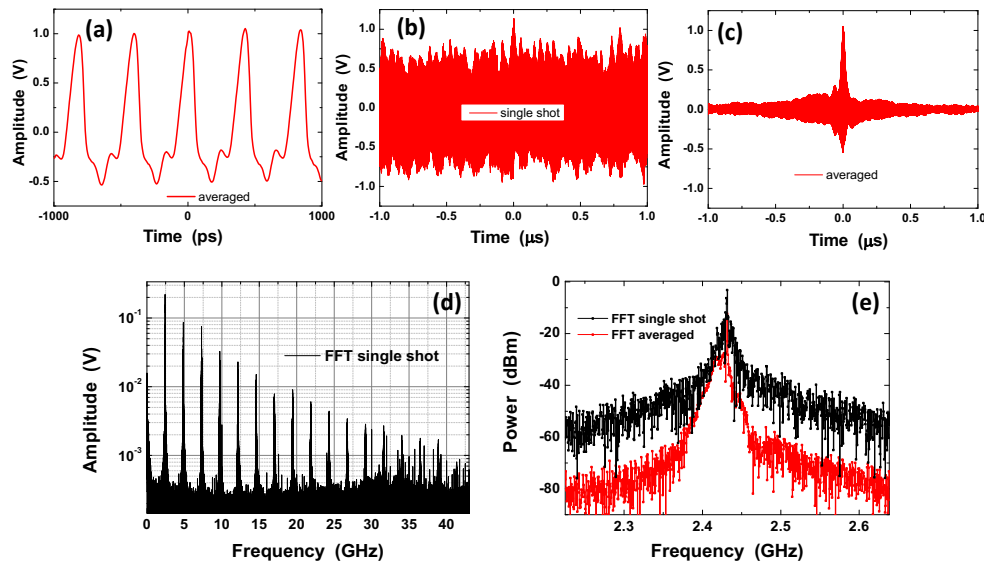 (a)
1.0
0.5
0.0
-0.5
Amplitude (V)
averaged
-1000
0
1000
Time (ps)
(b)
1.0
0.5
0.0
-0.5
-1.0
Amplitude (V)
single shot
-1.0
-0.5
0.0
0.5
1.0
Time (μs)
(c)
1.0
0.5
0.0
-0.5
-1.0
Amplitude (V)
averaged
-1.0
-0.5
0.0
0.5
1.0
Time (μs)
(d)
10⁻¹
10⁻²
10⁻³
Amplitude (V)
FFT single shot
0
5
10
15
20
25
30
35
40
Frequency (GHz)
(e)
0
-20
-40
-60
-80
Power (dBm)
FFT single shot
FFT averaged
2.3
2.4
2.5
2.6
Frequency (GHz)